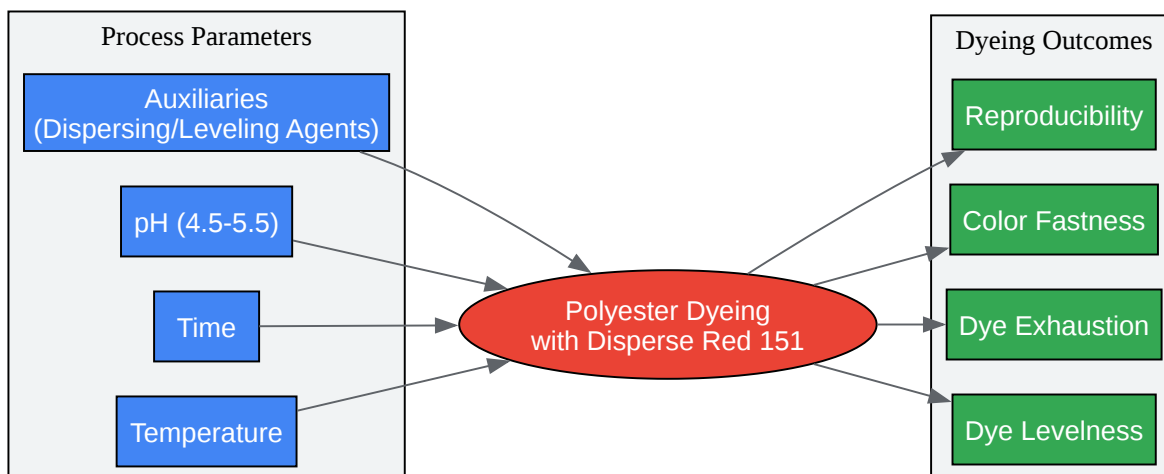 Process Parameters
Auxiliaries
(Dispersing/Leveling Agents)
pH (4.5-5.5)
Time
Temperature
Polyester Dyeing
with Disperse Red 151
Dyeing Outcomes
Reproducibility
Color Fastness
Dye Exhaustion
Dye Levelness